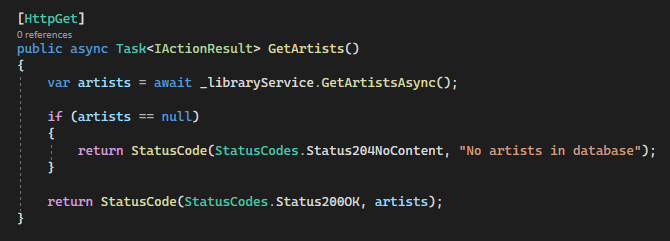 [HttpGet]
0 references
public async Task<IActionResult> GetArtists()
{
var artists = await _libraryService.GetArtistsAsync();
if (artists == null)
{
return StatusCode(StatusCodes.Status204NoContent, "No artists in database");
}
return StatusCode(StatusCodes.Status200OK, artists);
}